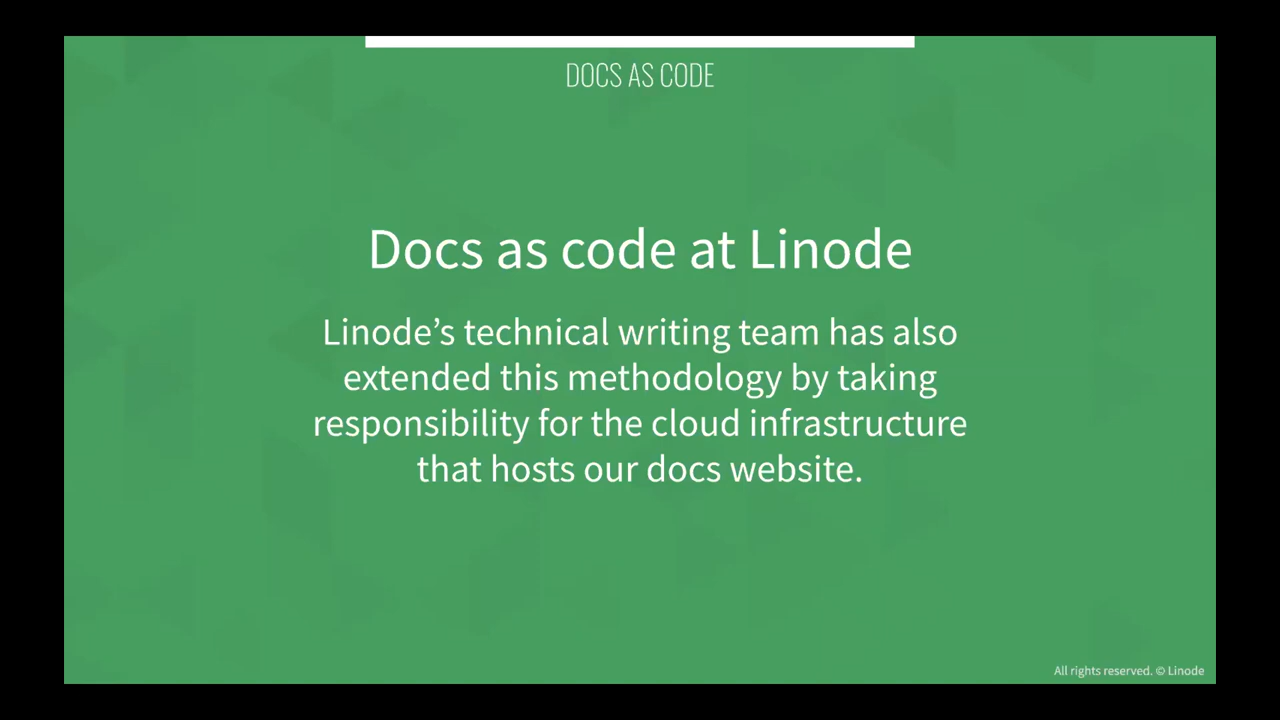 DOCS AS CODE
Docs as code at Linode
Linode’s technical writing team has also
extended this methodology by taking
responsibility for the cloud infrastructure
that hosts our docs website.
All rights reserved. © Linode